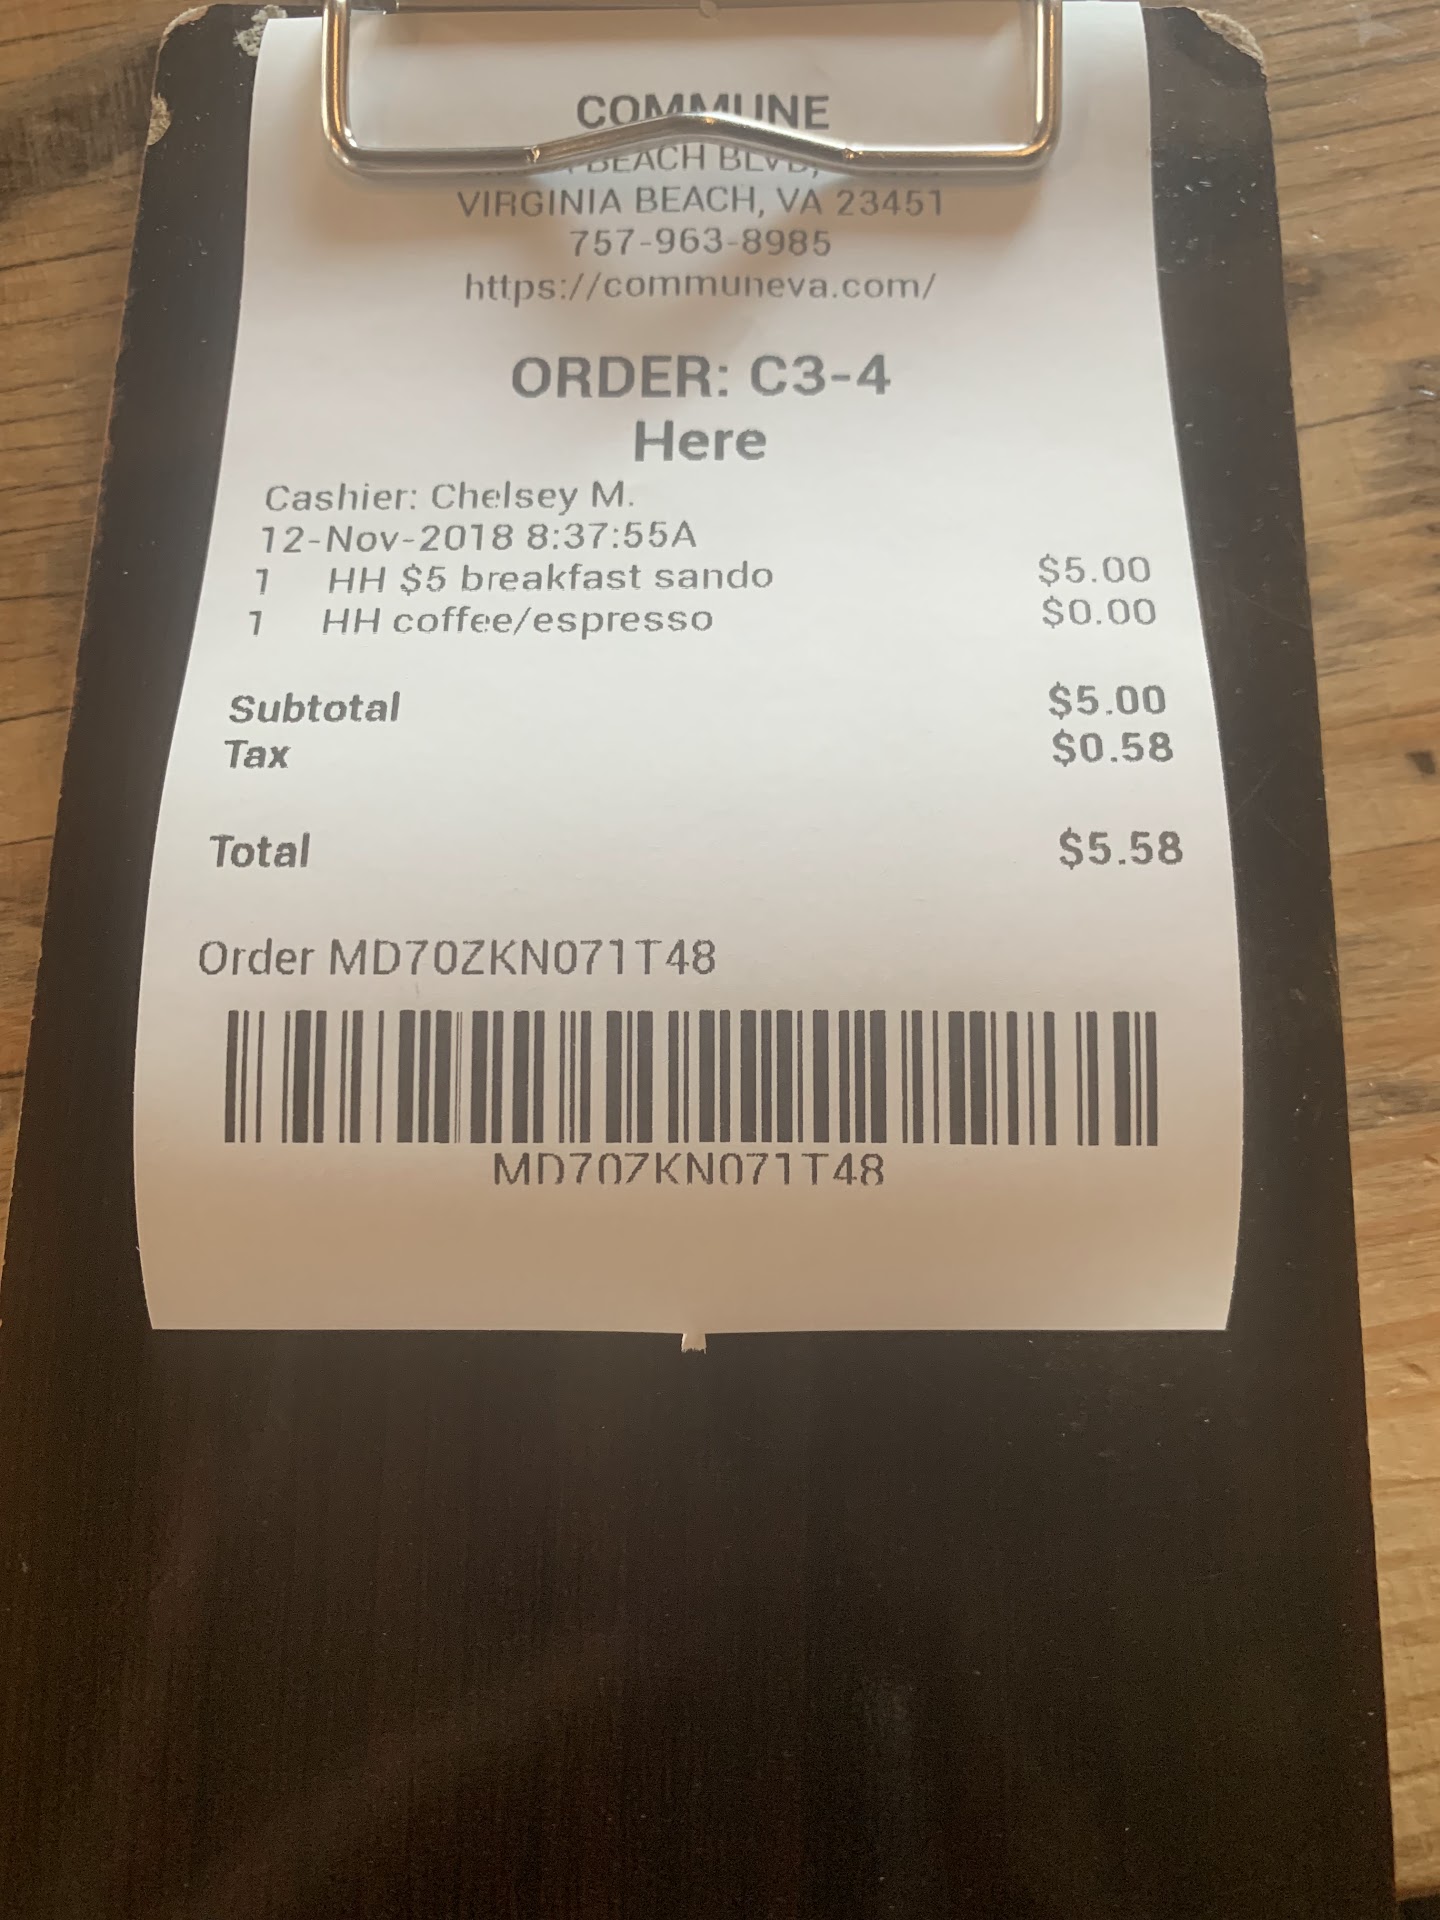 COMMUNE
BEACH BLVD,
VIRGINIA BEACH, VA 23451
757-963-8985
https://communeva.com/
ORDER: C3-4
Here
Cashier: Chelsey M.
12-Nov-2018 8:37:55A
1 HH $5 breakfast sando $5.00
1 HH coffee/espresso $0.00
Subtotal $5.00
Tax $0.58
Total $5.58
Order MD70ZKN071T48
MD70ZKN071T48